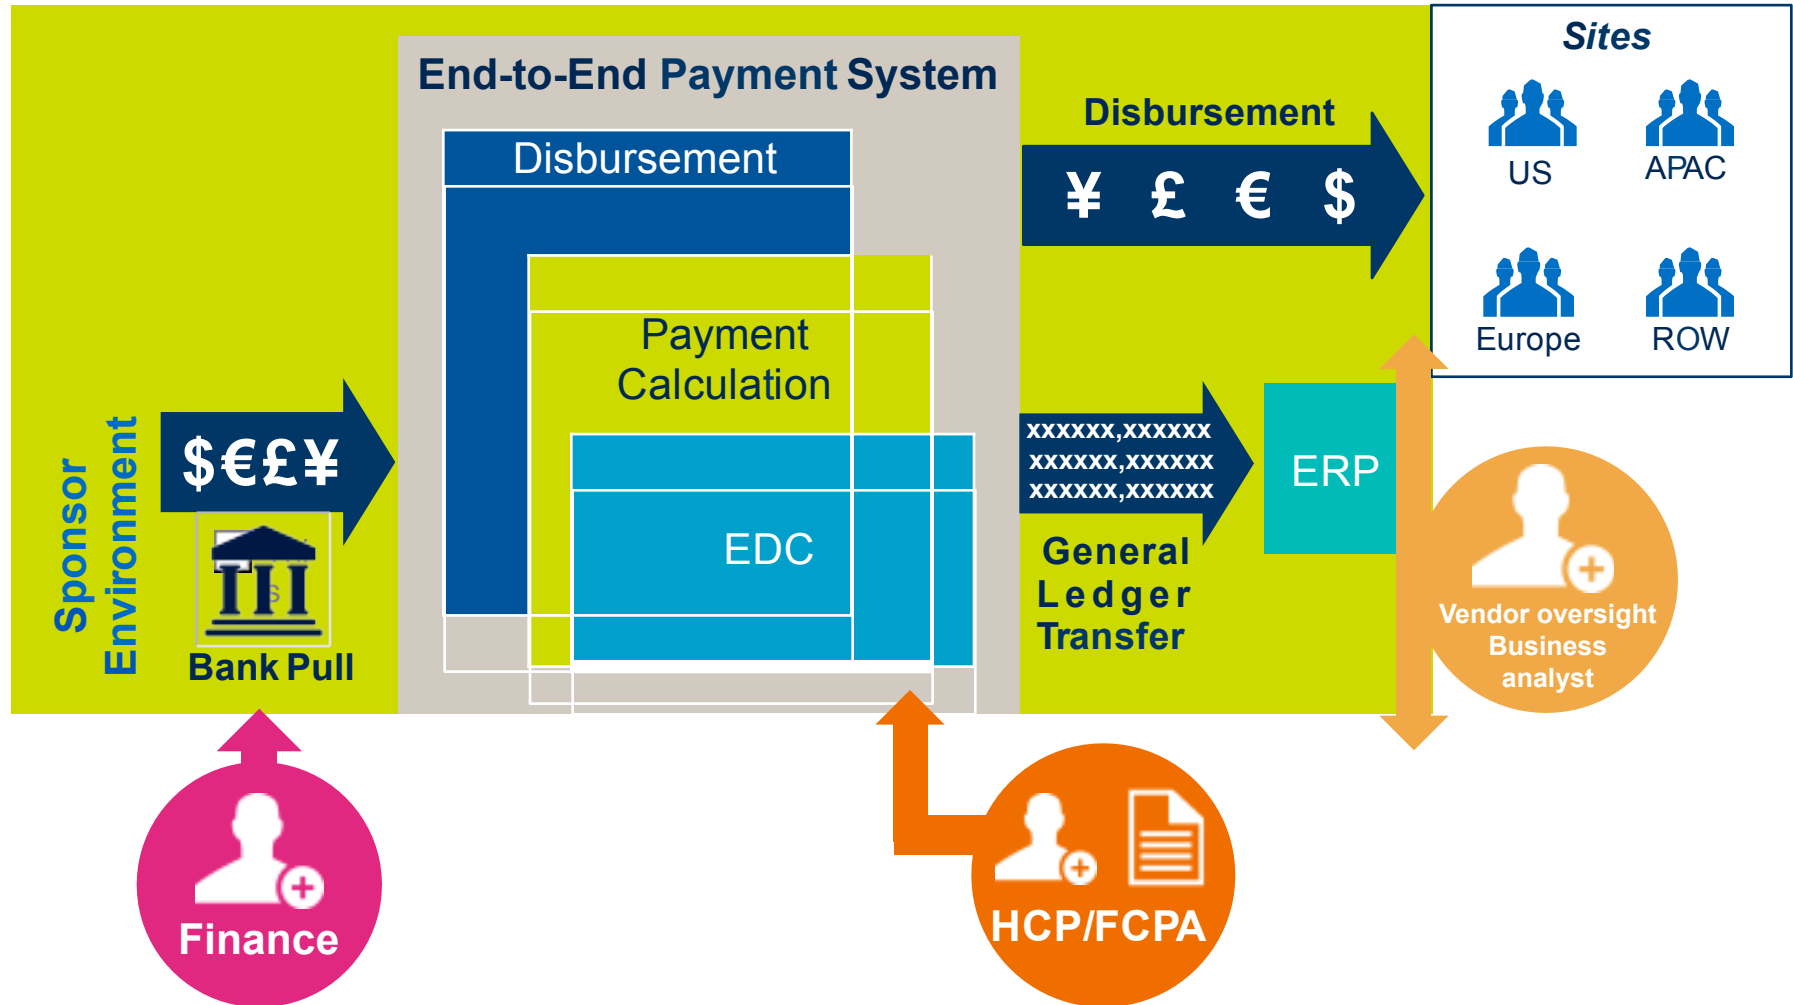 End-to-End Payment System
Disbursement
Payment
Calculation
EDC
Sponsor
Environment
$€£¥
S
Bank Pull
Disbursement
¥ £ € $
Sites
US
APAC
Europe
ROW
xxxxxx,xxxxxx
xxxxxx,xxxxxx
xxxxxx,xxxxxx
General
Ledger
Transfer
ERP
Vendor oversight
Business
analyst
Finance
HCP/FCPA